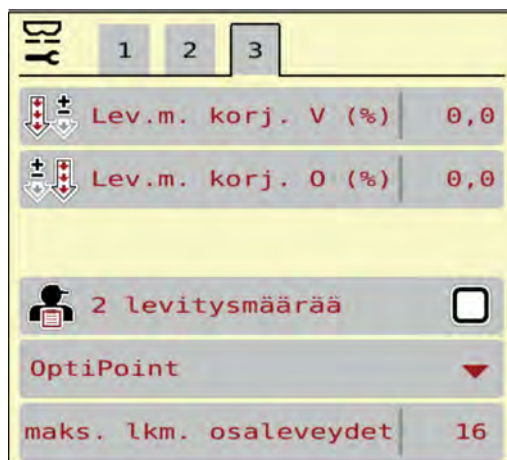 1 2 3
Lev.m. korj. V (%) 0,0
Lev.m. korj. O (%) 0,0
2 levitysmäärää
OptiPoint
maks. lkm. osaleveydet 16